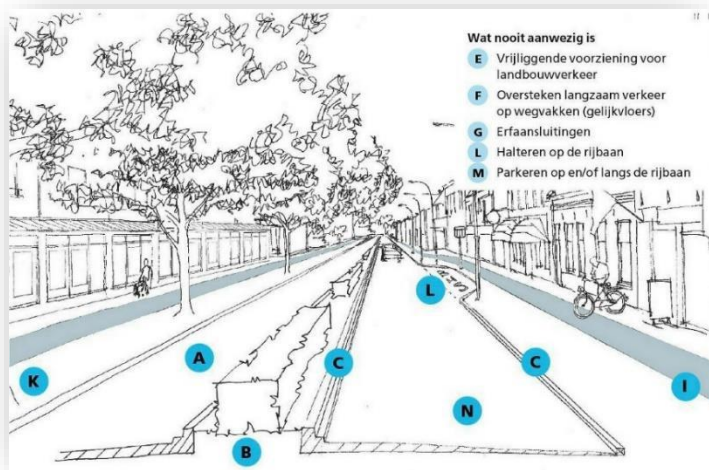 Wat nooit aanwezig is
E Vrijliggende voorziening voor
landbouwverkeer
F Oversteken langzaam verkeer
op wegvakken (gelijkvloers)
G Erfaansluitingen
L Halteren op de rijbaan
M Parkeren op en/of langs de rijbaan
L
A
C
C
K
I
N
B